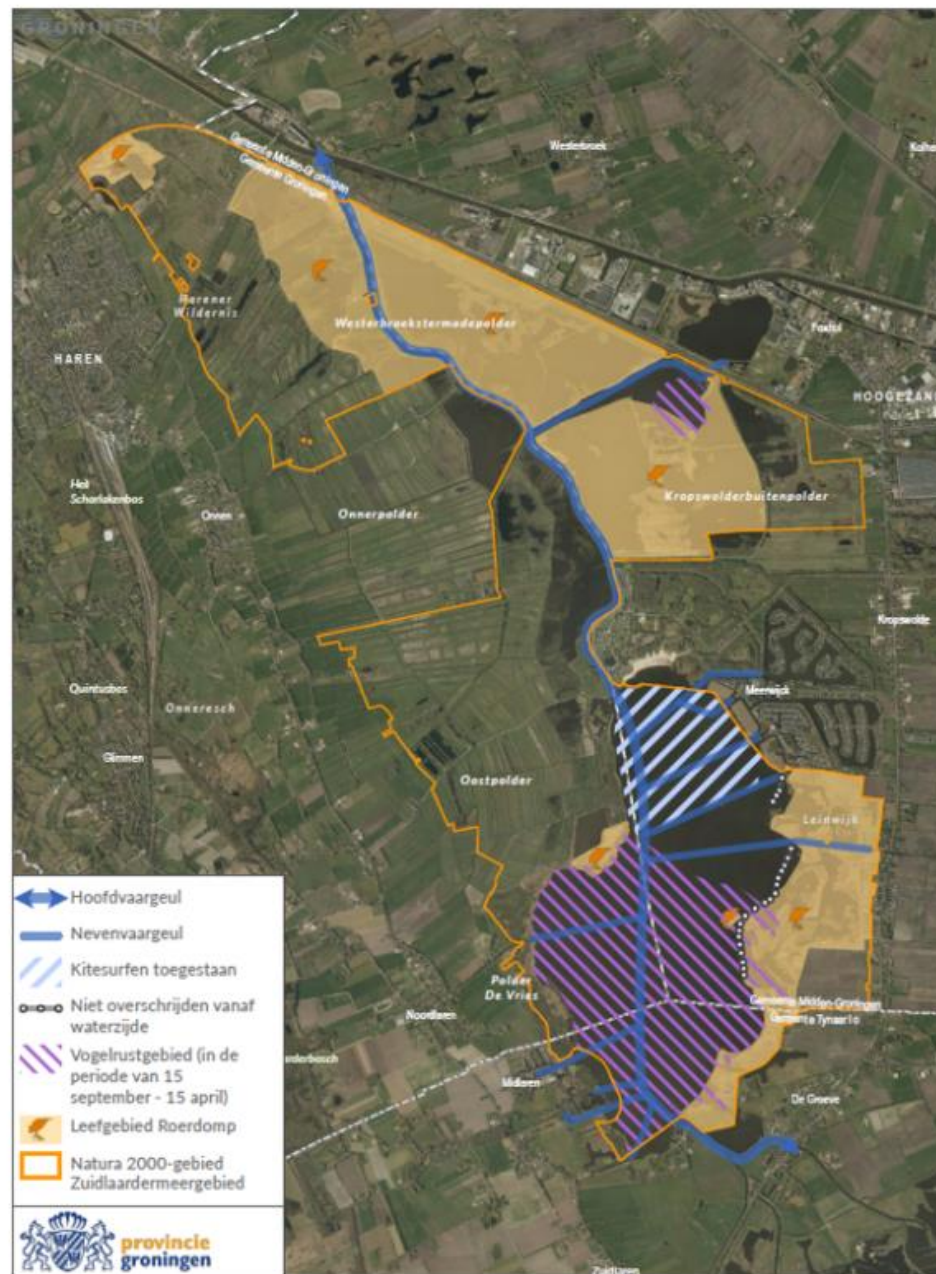 GRONINGEN
Westerbroek
Gemeente Midden-Groningen
Gemeente Groningen
Harener
Wildernis
Westerbroekstermadepolder
HAREN
Foxhol
HOOGEZAND
Het
Scharlakenbos
Onnen
Onnerpolder
Kropswolderbuitenpolder
Kropswolde
Quintusbos
Onneresch
Meerwijck
Glimmen
Oostpolder
Leinwijk
Polder
De Vries
Noordlaren
Gemeente Midden-Groningen
Gemeente Tynaarlo
Midlaren
De Groeve
Zuidlaren
Hoofdvaargeul
Nevenvaargeul
Kitesurfen toegestaan
Niet overschrijden vanaf
waterzijde
Vogelrustgebied (in de
periode van 15
september - 15 april)
Leefgebied Roerdomp
Natura 2000-gebied
Zuidlaardermeergebied
provincie
groningen